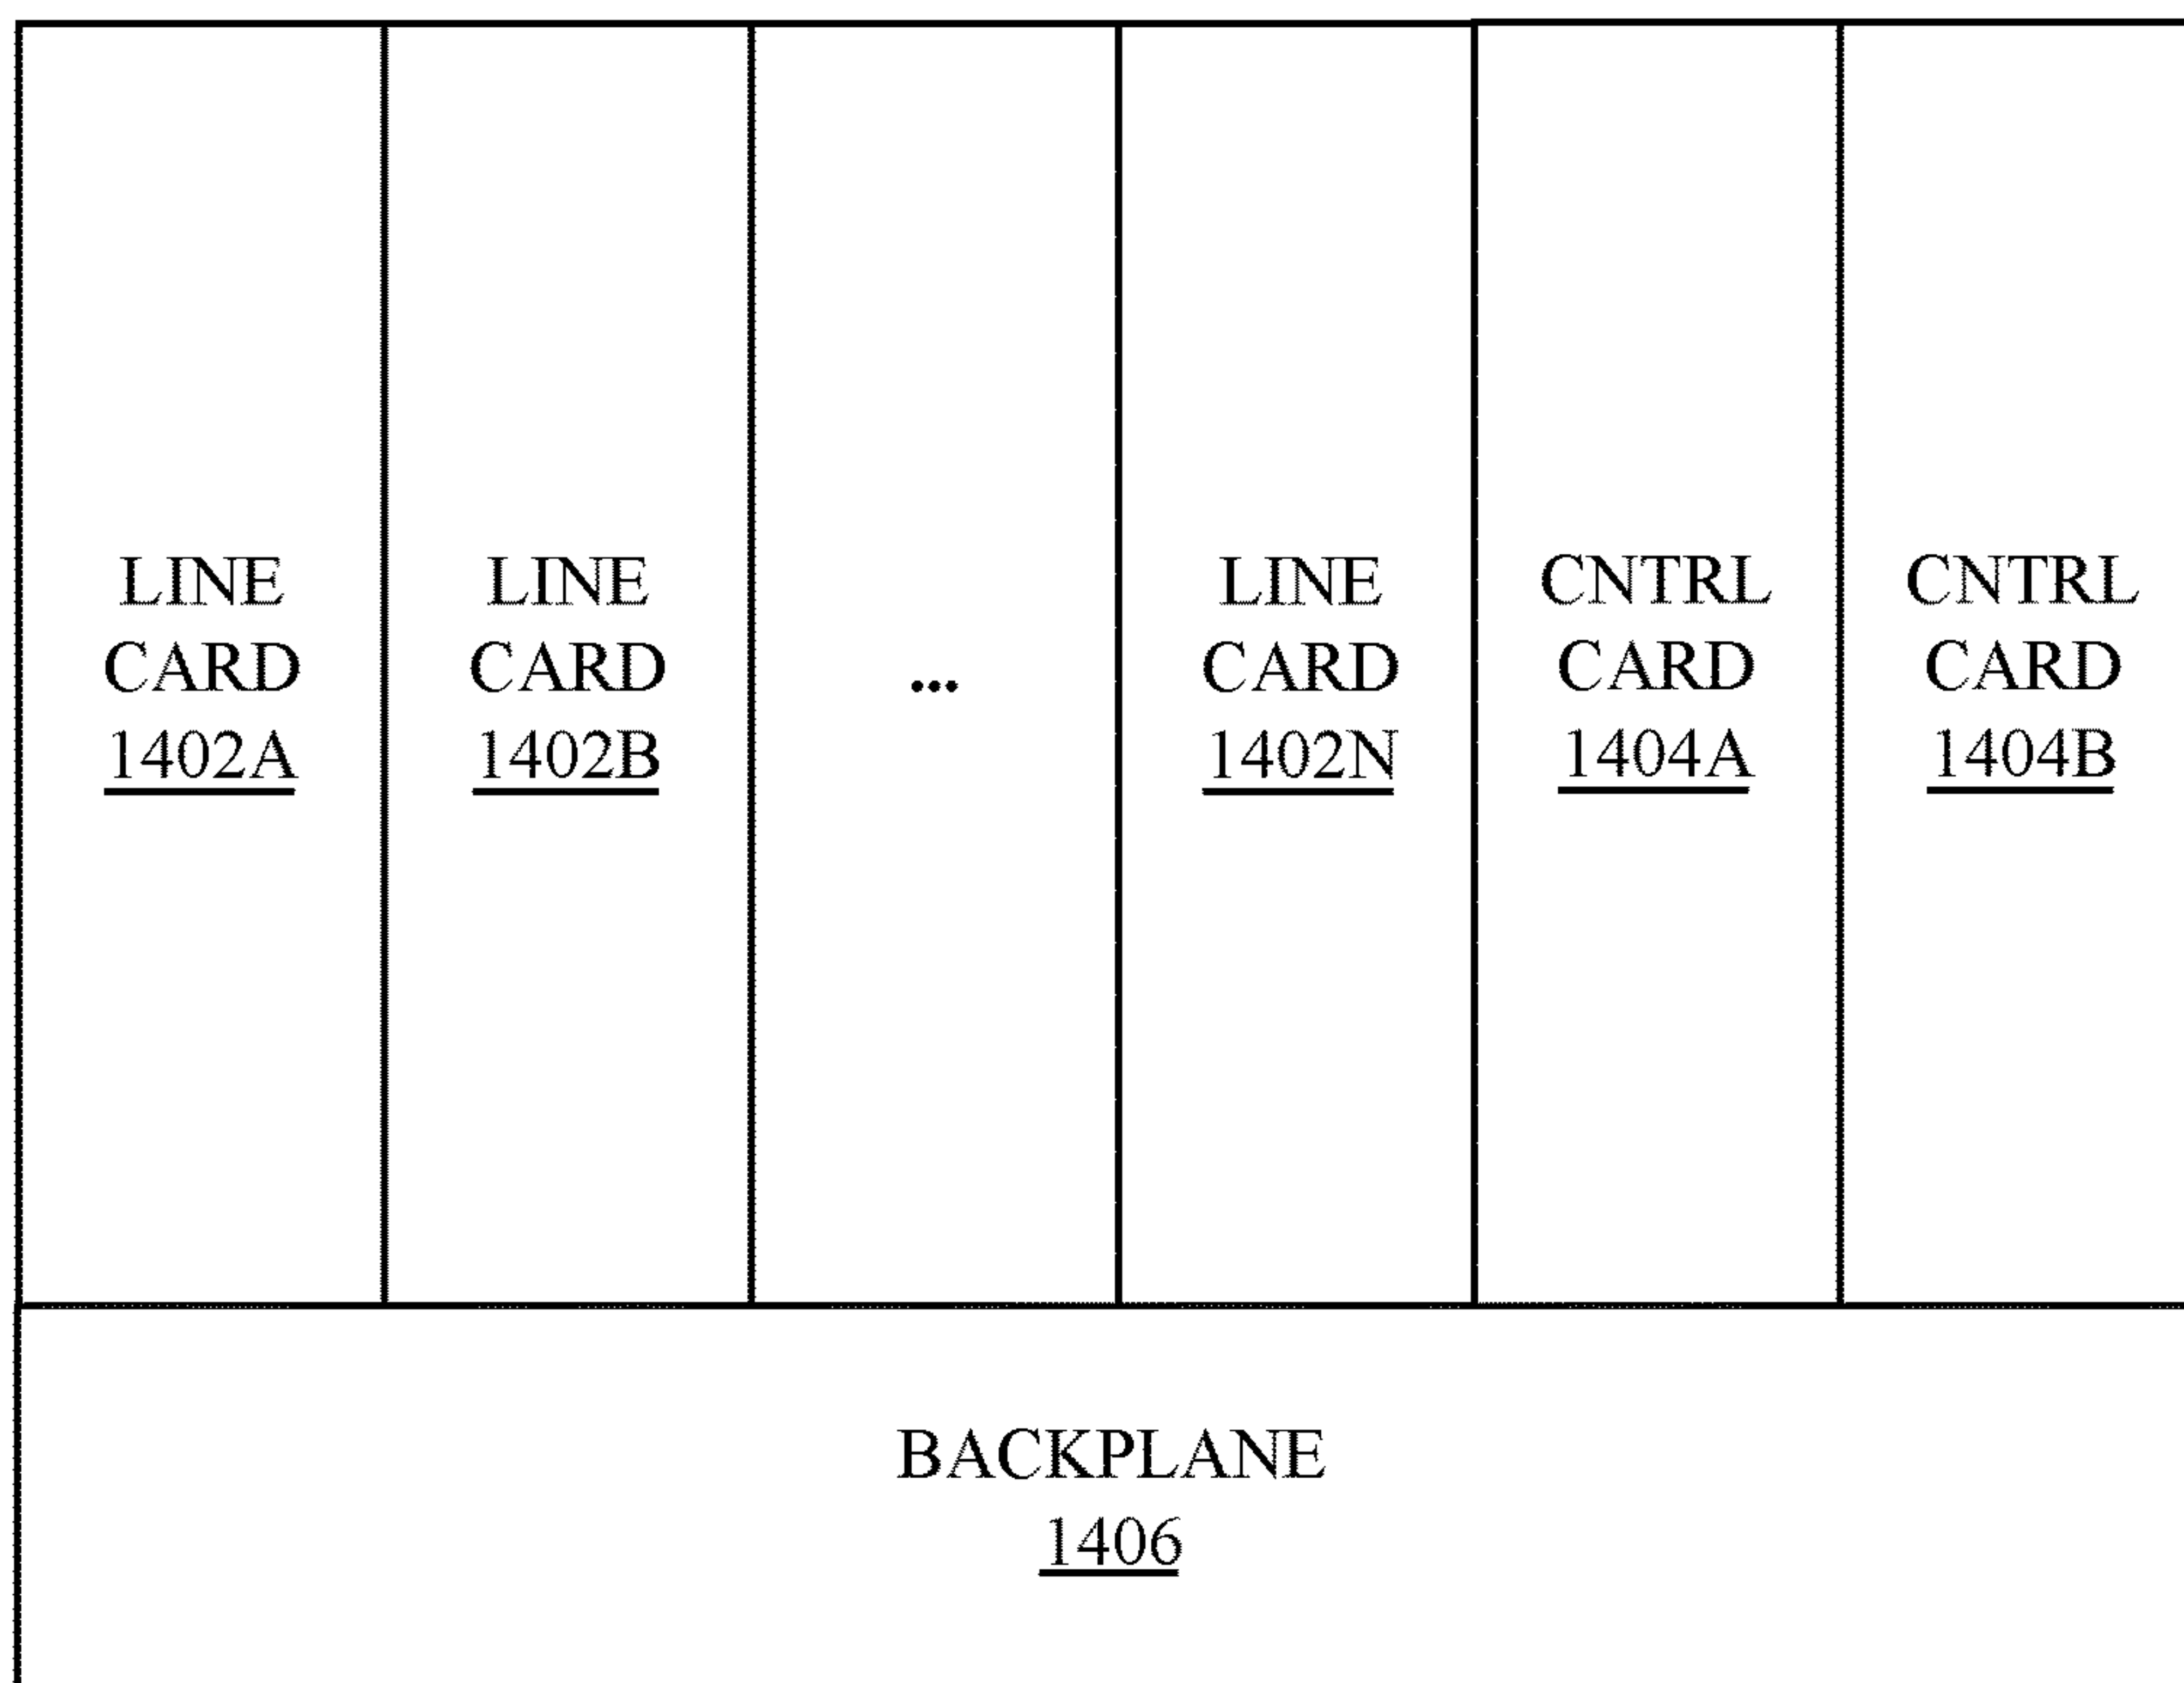 LINE
CARD
1402A
LINE
CARD
1402B
...
LINE
CARD
1402N
CNTRL
CARD
1404A
CNTRL
CARD
1404B
BACKPLANE
1406